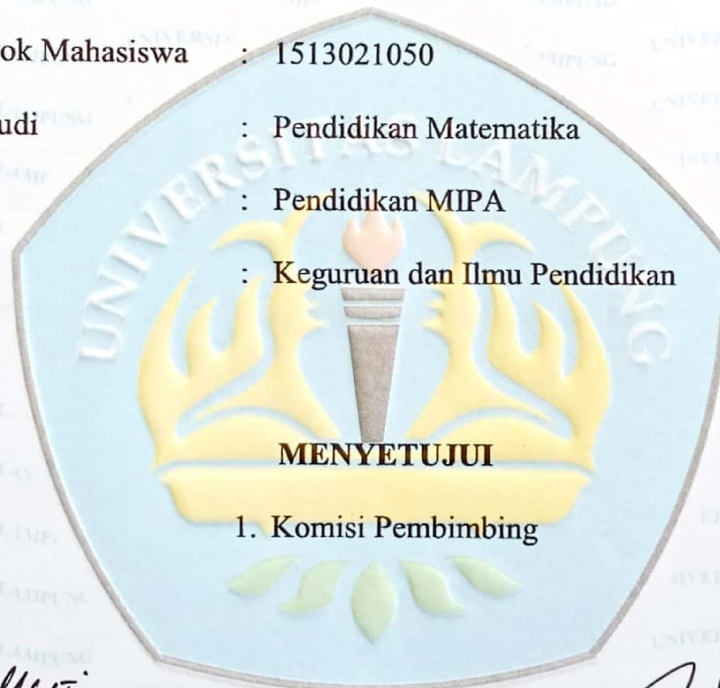 ok Mahasiswa : 1513021050
udi : Pendidikan Matematika
: Pendidikan MIPA
: Keguruan dan Ilmu Pendidikan
UNIVERSITAS LAMPUNG
MENYETUJUI
1. Komisi Pembimbing